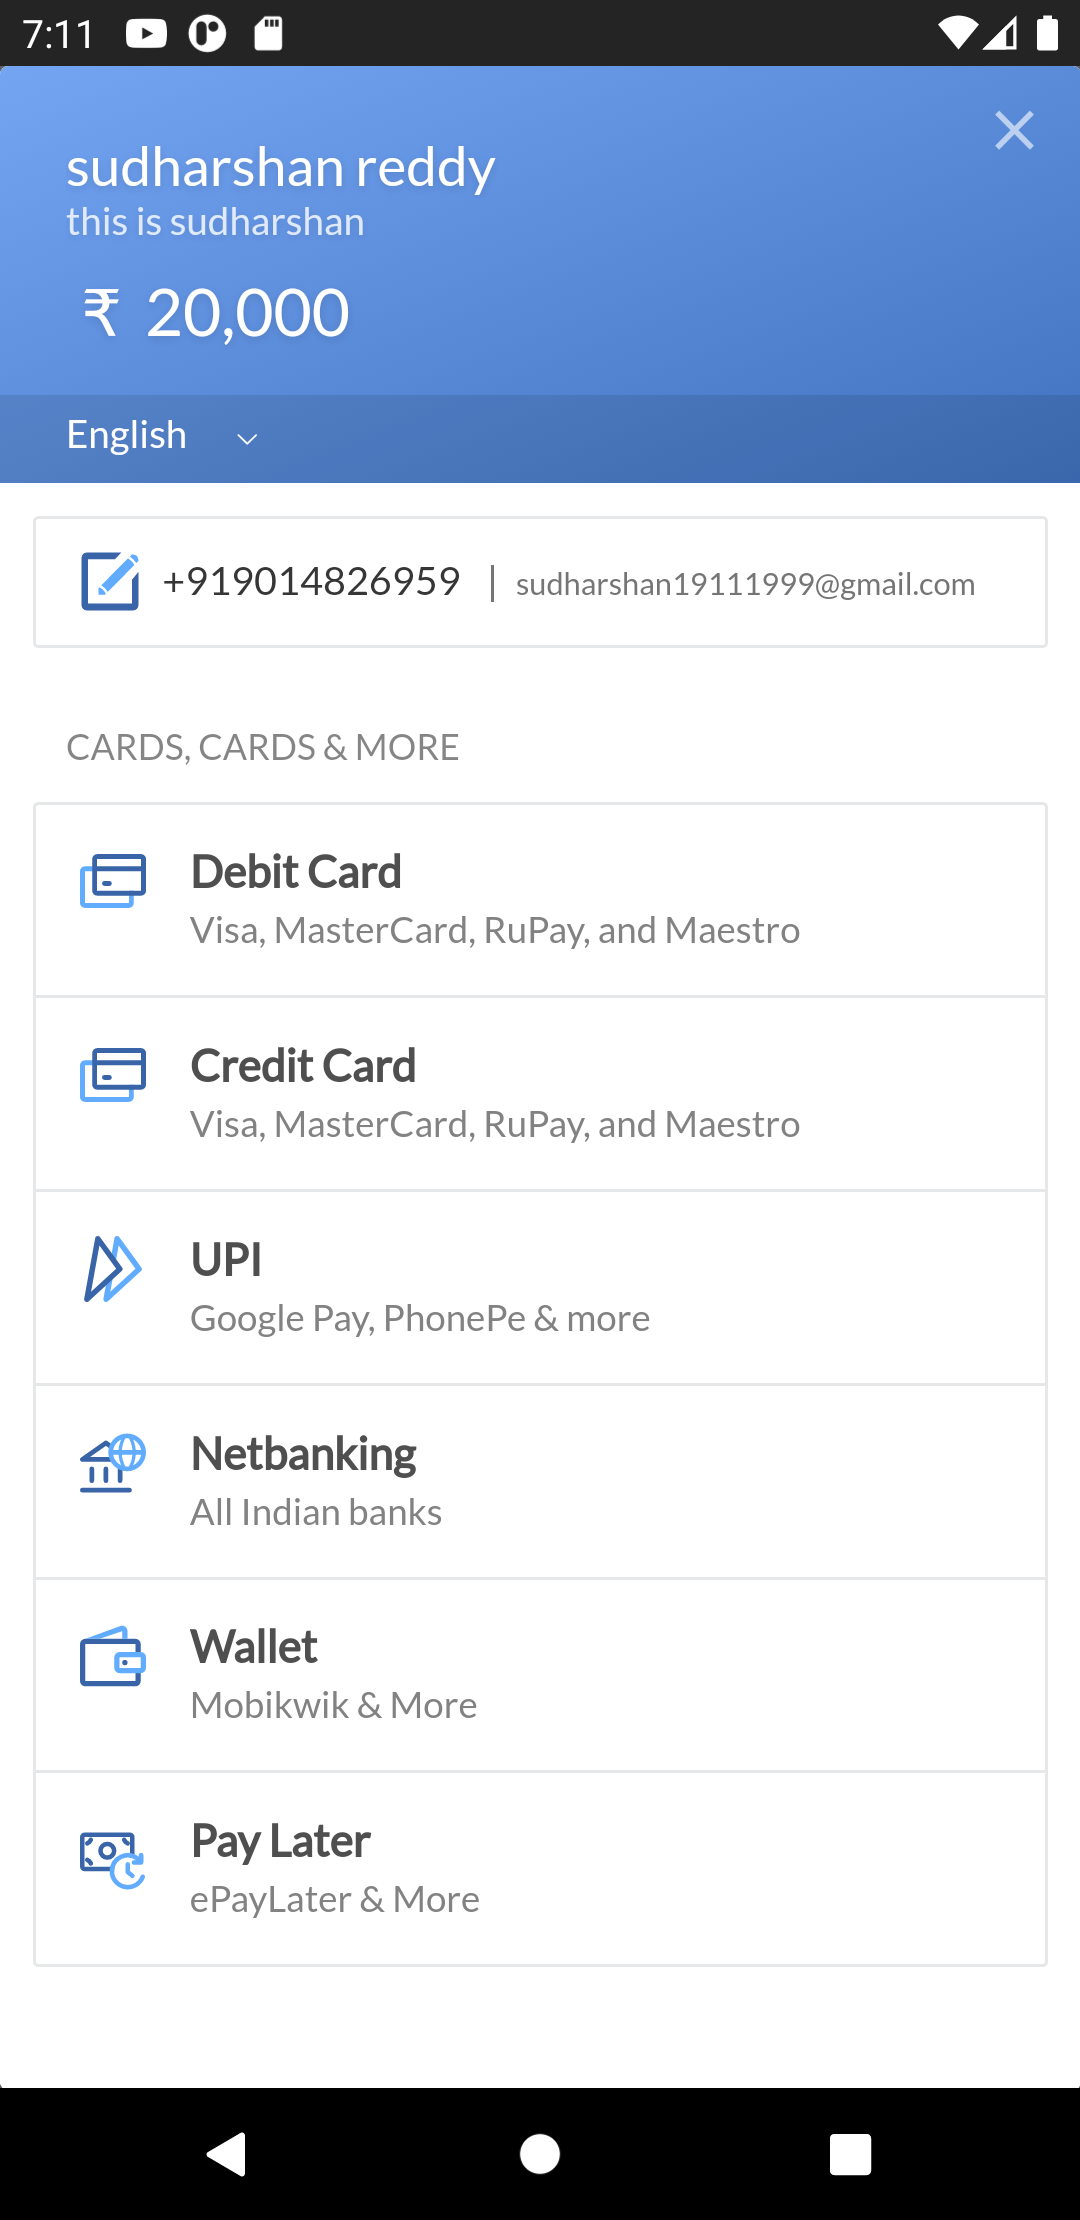 7:11
sudharshan reddy
this is sudharshan
₹ 20,000
English
+919014826959 | sudharshan19111999@gmail.com
CARDS, CARDS & MORE
Debit Card
Visa, MasterCard, RuPay, and Maestro
Credit Card
Visa, MasterCard, RuPay, and Maestro
UPI
Google Pay, PhonePe & more
Netbanking
All Indian banks
Wallet
Mobikwik & More
Pay Later
ePayLater & More